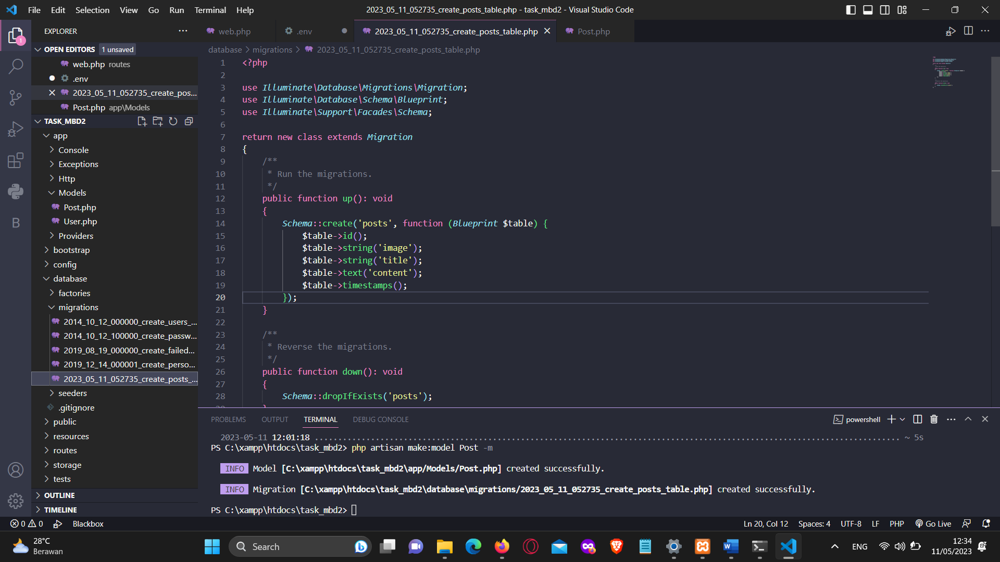 File Edit Selection View Go Run Terminal Help
2023_05_11_052735_create_posts_table.php - task_mbd2 - Visual Studio Code
EXPLORER
web.php
.env
2023_05_11_052735_create_posts_table.php
Post.php
1
OPEN EDITORS 1 unsaved
web.php routes
.env
2023_05_11_052735_create_pos...
Post.php app\Models
TASK_MBD2
app
Console
Exceptions
Http
Models
Post.php
User.php
Providers
bootstrap
config
database
factories
migrations
2014_10_12_000000_create_users_...
2014_10_12_100000_create_passw...
2019_08_19_000000_create_failed...
2019_12_14_000001_create_perso...
2023_05_11_052735_create_posts_...
seeders
.gitignore
public
resources
routes
storage
tests
OUTLINE
TIMELINE
database > migrations > 2023_05_11_052735_create_posts_table.php
1 <?php
2
3 use Illuminate\Database\Migrations\Migration;
4 use Illuminate\Database\Schema\Blueprint;
5 use Illuminate\Support\Facades\Schema;
6
7 return new class extends Migration
8 {
9 /**
10 * Run the migrations.
11 */
12 public function up(): void
13 {
14 Schema::create('posts', function (Blueprint $table) {
15 $table->id();
16 $table->string('image');
17 $table->string('title');
18 $table->text('content');
19 $table->timestamps();
20 });
21 }
22
23 /**
24 * Reverse the migrations.
25 */
26 public function down(): void
27 {
28 Schema::dropIfExists('posts');
PROBLEMS OUTPUT TERMINAL DEBUG CONSOLE
powershell
2023-05-11 12:01:18 ........ ~ 5s
PS C:\xampp\htdocs\task_mbd2> php artisan make:model Post -m
INFO Model [C:\xampp\htdocs\task_mbd2\app/Models/Post.php] created successfully.
INFO Migration [C:\xampp\htdocs\task_mbd2\database\migrations/2023_05_11_052735_create_posts_table.php] created successfully.
PS C:\xampp\htdocs\task_mbd2>
0 0 Blackbox
Ln 20, Col 12 Spaces: 4 UTF-8 LF PHP Go Live
28°C
Berawan
Search
ENG
12:34
11/05/2023